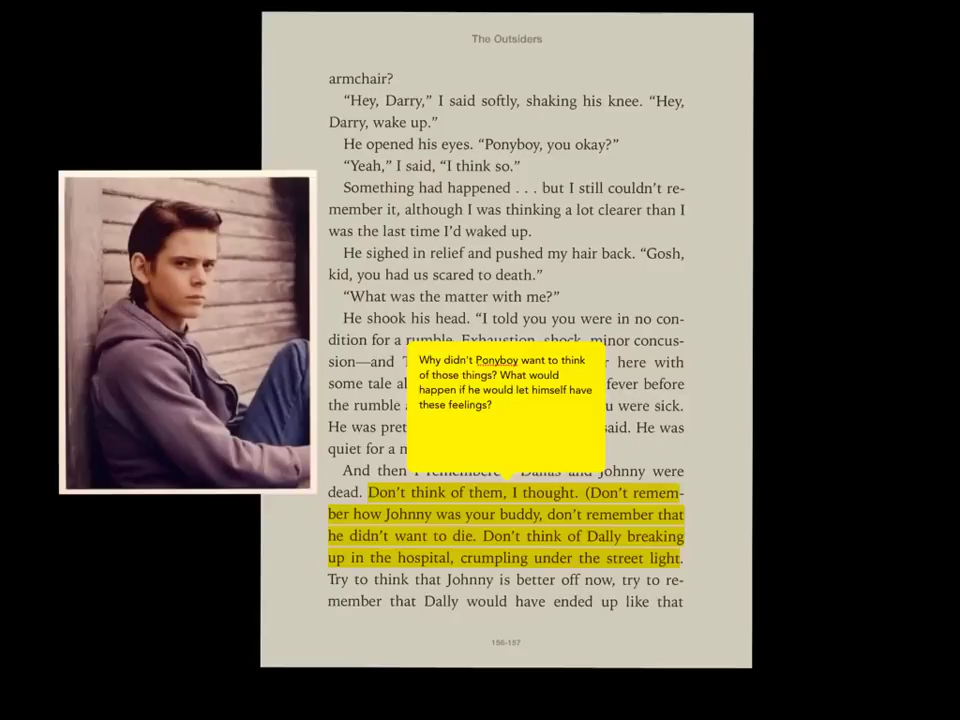 The Outsiders
armchair?
“Hey, Darry,” I said softly, shaking his knee. “Hey,
Darry, wake up.”
He opened his eyes. “Ponyboy, you okay?”
“Yeah,” I said, “I think so.”
Something had happened . . . but I still couldn’t re-
member it, although I was thinking a lot clearer than I
was the last time I’d waked up.
He sighed in relief and pushed my hair back. “Gosh,
kid, you had us scared to death.”
“What was the matter with me?”
He shook his head. “I told you you were in no con-
dition for a rumble. Exhaustion, shock, minor concus-
sion—and here with
some tale fever before
the rumble u were sick.
He was said. He was
quiet for a
Why didn’t Ponyboy want to think
of those things? What would
happen if he would let himself have
these feelings?
And then I remembered Dallas and Johnny were
dead. Don’t think of them, I thought. (Don’t remem-
ber how Johnny was your buddy, don’t remember that
he didn’t want to die. Don’t think of Dally breaking
up in the hospital, crumpling under the street light.
Try to think that Johnny is better off now, try to re-
member that Dally would have ended up like that
156-157